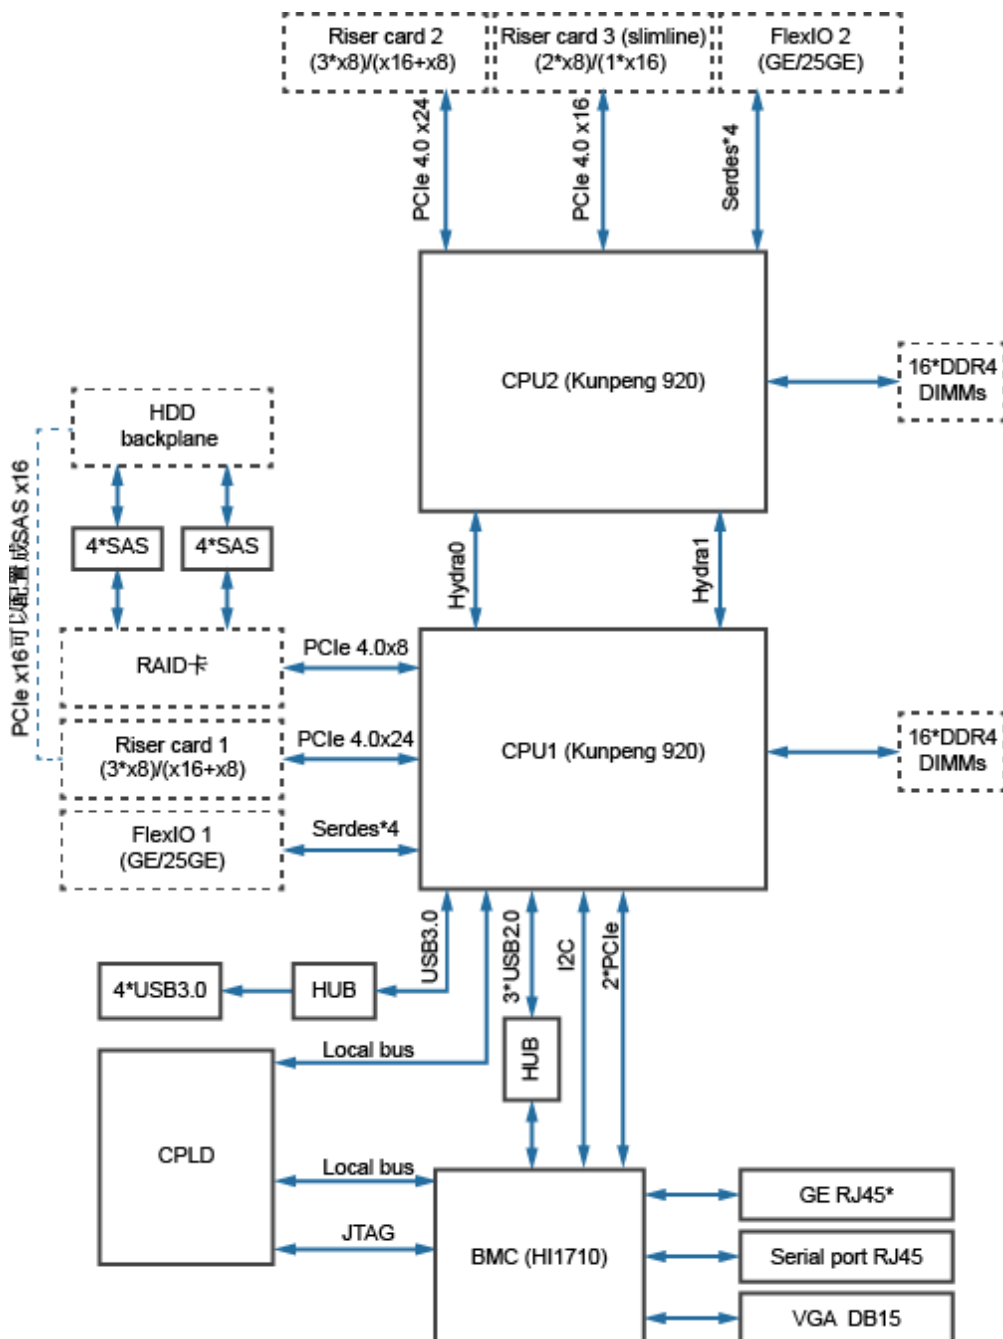 Riser card 2
(3*x8)/(x16+x8)
Riser card 3 (slimline)
(2*x8)/(1*x16)
FlexIO 2
(GE/25GE)
PCIe 4.0 x24
PCIe 4.0 x16
Serdes*4
CPU2 (Kunpeng 920)
16*DDR4
DIMMs
HDD
backplane
4*SAS
4*SAS
PCIe x16可以配置成SAS x16
Hydra0
Hydra1
RAID卡
PCIe 4.0x8
Riser card 1
(3*x8)/(x16+x8)
PCIe 4.0x24
CPU1 (Kunpeng 920)
16*DDR4
DIMMs
FlexIO 1
(GE/25GE)
Serdes*4
USB3.0
3*USB2.0
I2C
2*PCIe
4*USB3.0
HUB
HUB
Local bus
CPLD
Local bus
JTAG
BMC (HI1710)
GE RJ45*
Serial port RJ45
VGA DB15